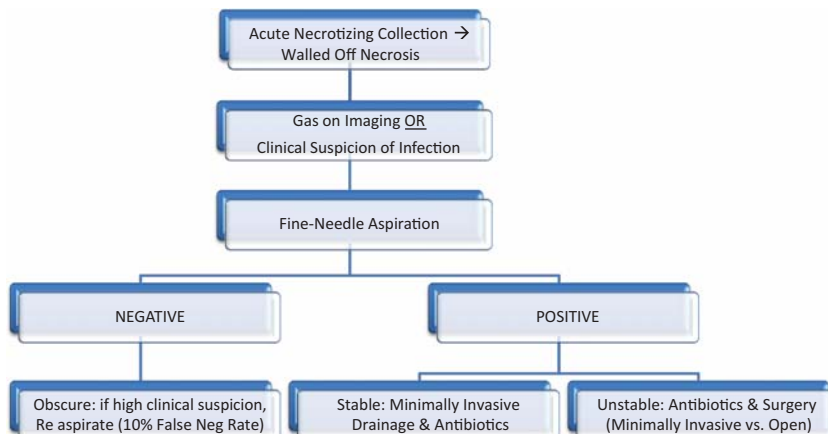 Acute Necrotizing Collection →
Walled Off Necrosis
Gas on Imaging OR
Clinical Suspicion of Infection
Fine-Needle Aspiration
NEGATIVE
POSITIVE
Obscure: if high clinical suspicion,
Re aspirate (10% False Neg Rate)
Stable: Minimally Invasive
Drainage & Antibiotics
Unstable: Antibiotics & Surgery
(Minimally Invasive vs. Open)